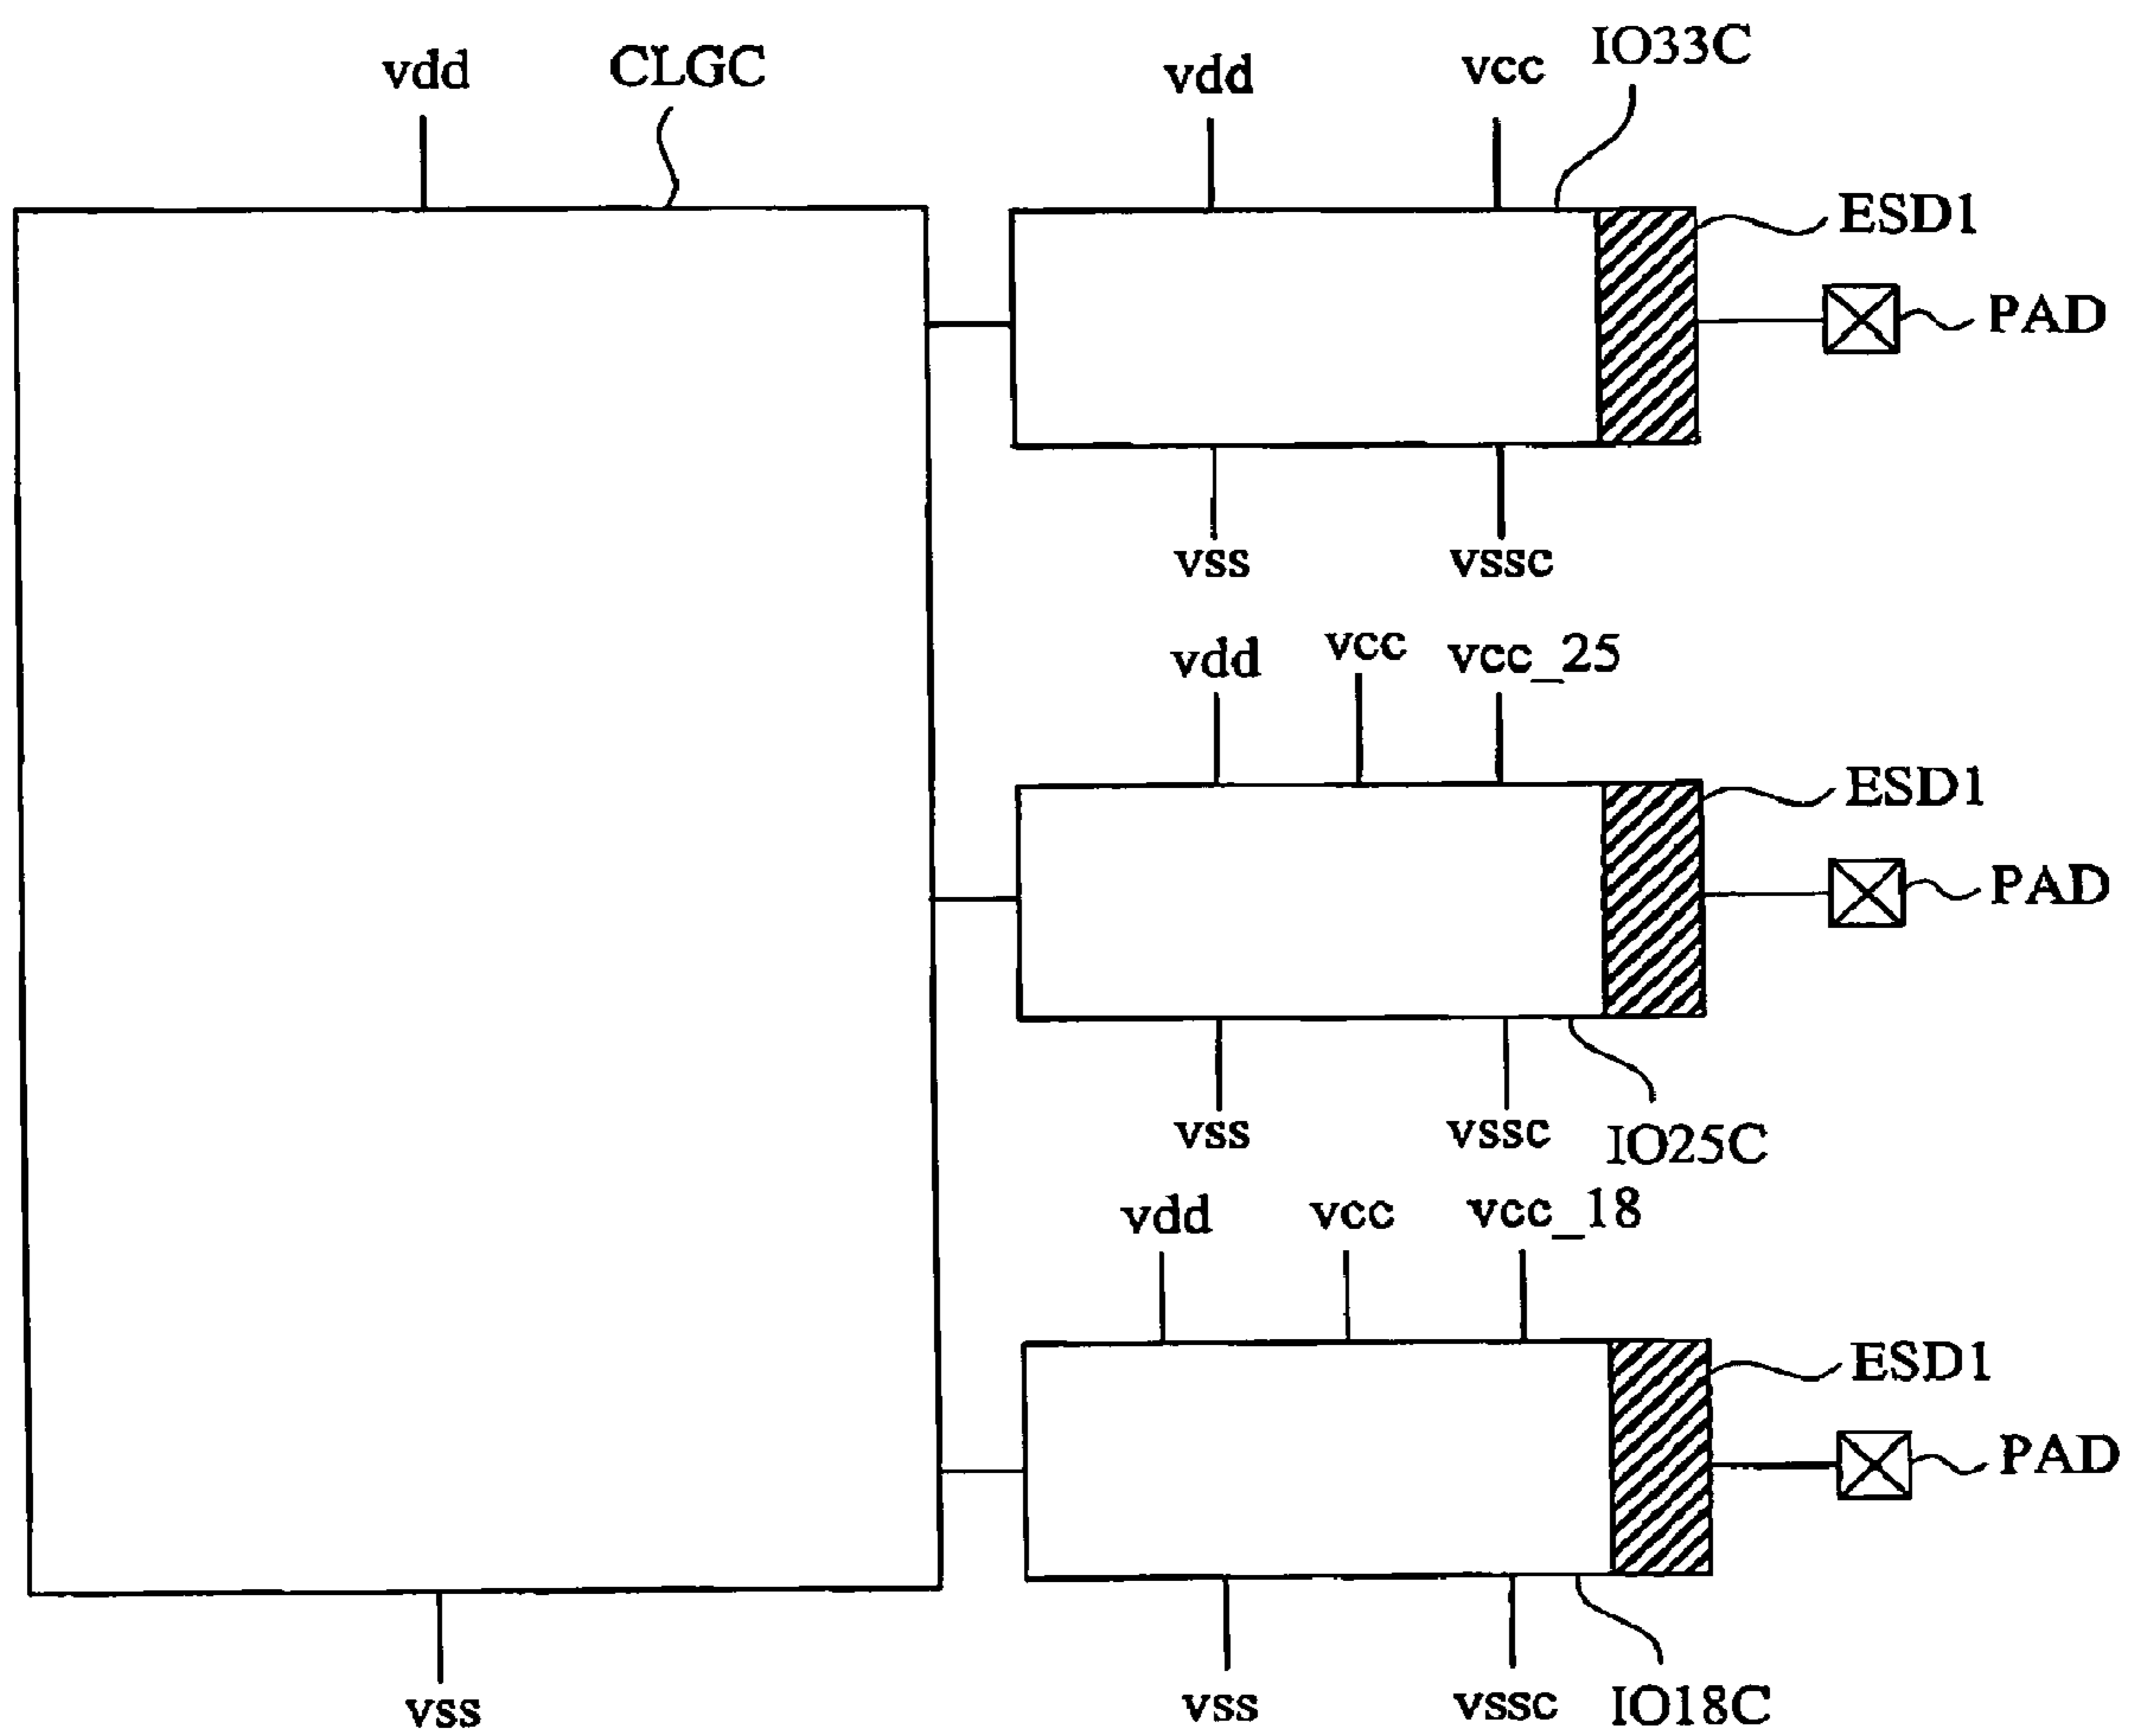 vdd
CLGC
vdd
vcc
IO33C
ESD1
PAD
vss
vssc
vdd
vcc
vcc_25
ESD1
PAD
vss
vssc
IO25C
vdd
vcc
vcc_18
ESD1
PAD
vss
vss
vssc
IO18C